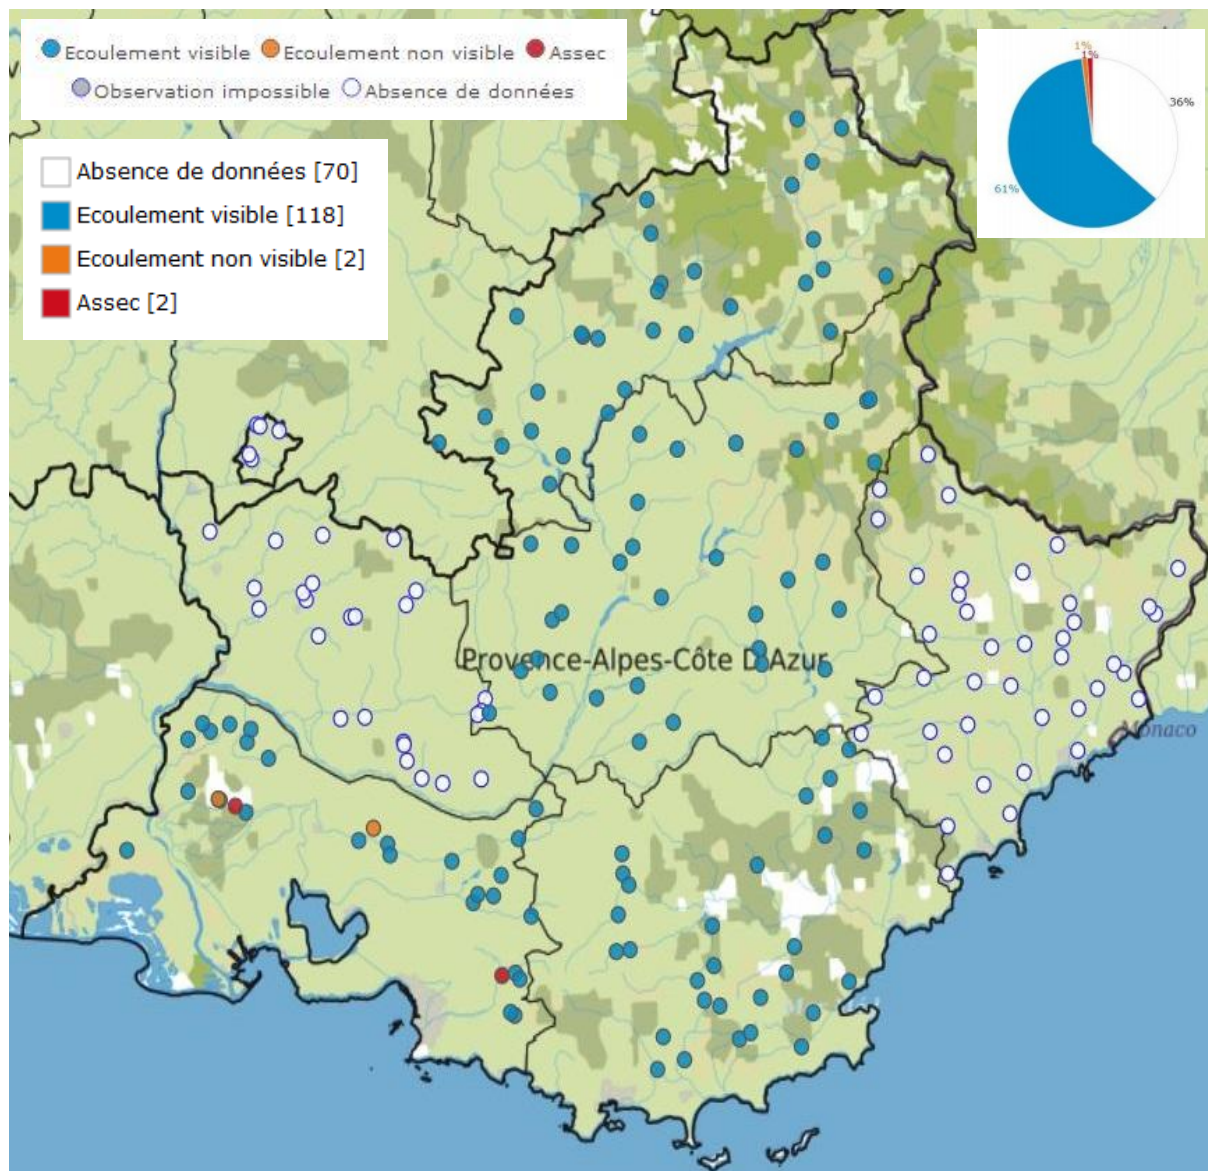 Ecoulement visible Ecoulement non visible Assec
Observation impossible Absence de données
Absence de données [70]
Ecoulement visible [118]
Ecoulement non visible [2]
Assec [2]
1%
1%
36%
61%
Provence-Alpes-Côte D'Azur
Monaco